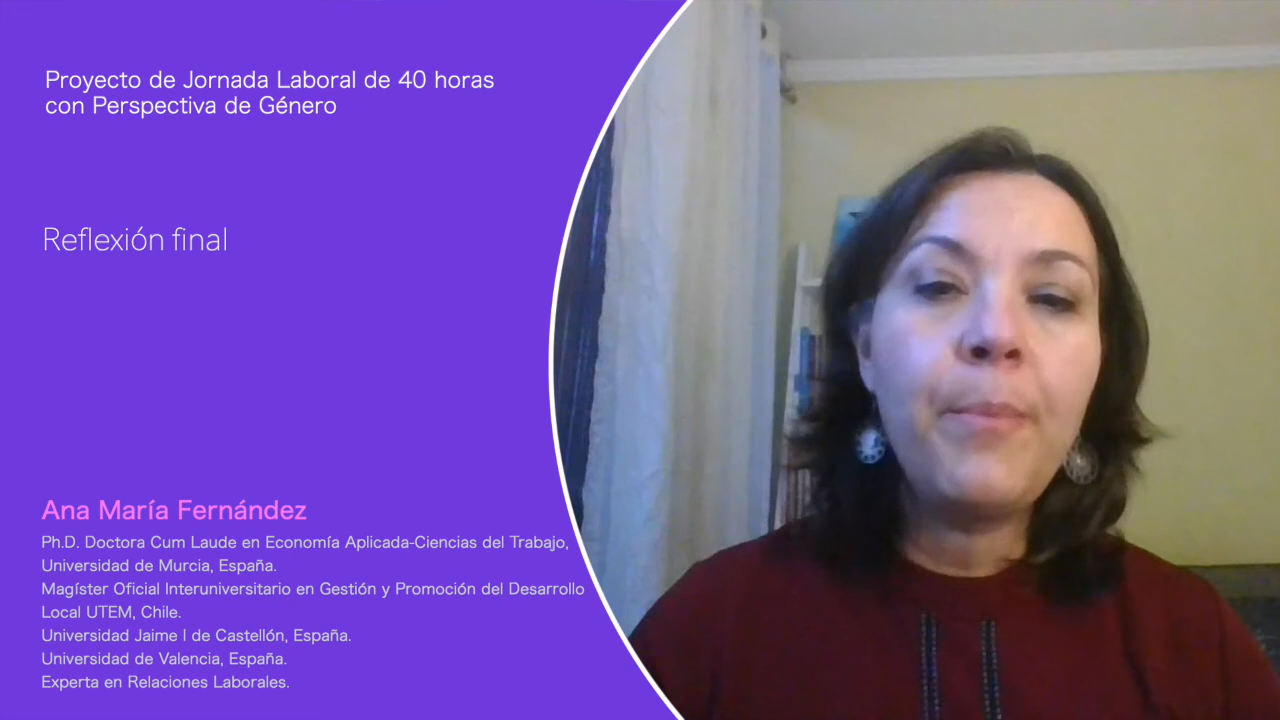 Proyecto de Jornada Laboral de 40 horas
con Perspectiva de Género
Reflexión final
Ana María Fernández
Ph.D. Doctora Cum Laude en Economía Aplicada-Ciencias del Trabajo,
Universidad de Murcia, España.
Magíster Oficial Interuniversitario en Gestión y Promoción del Desarrollo
Local UTEM, Chile.
Universidad Jaime I de Castellón, España.
Universidad de Valencia, España.
Experta en Relaciones Laborales.